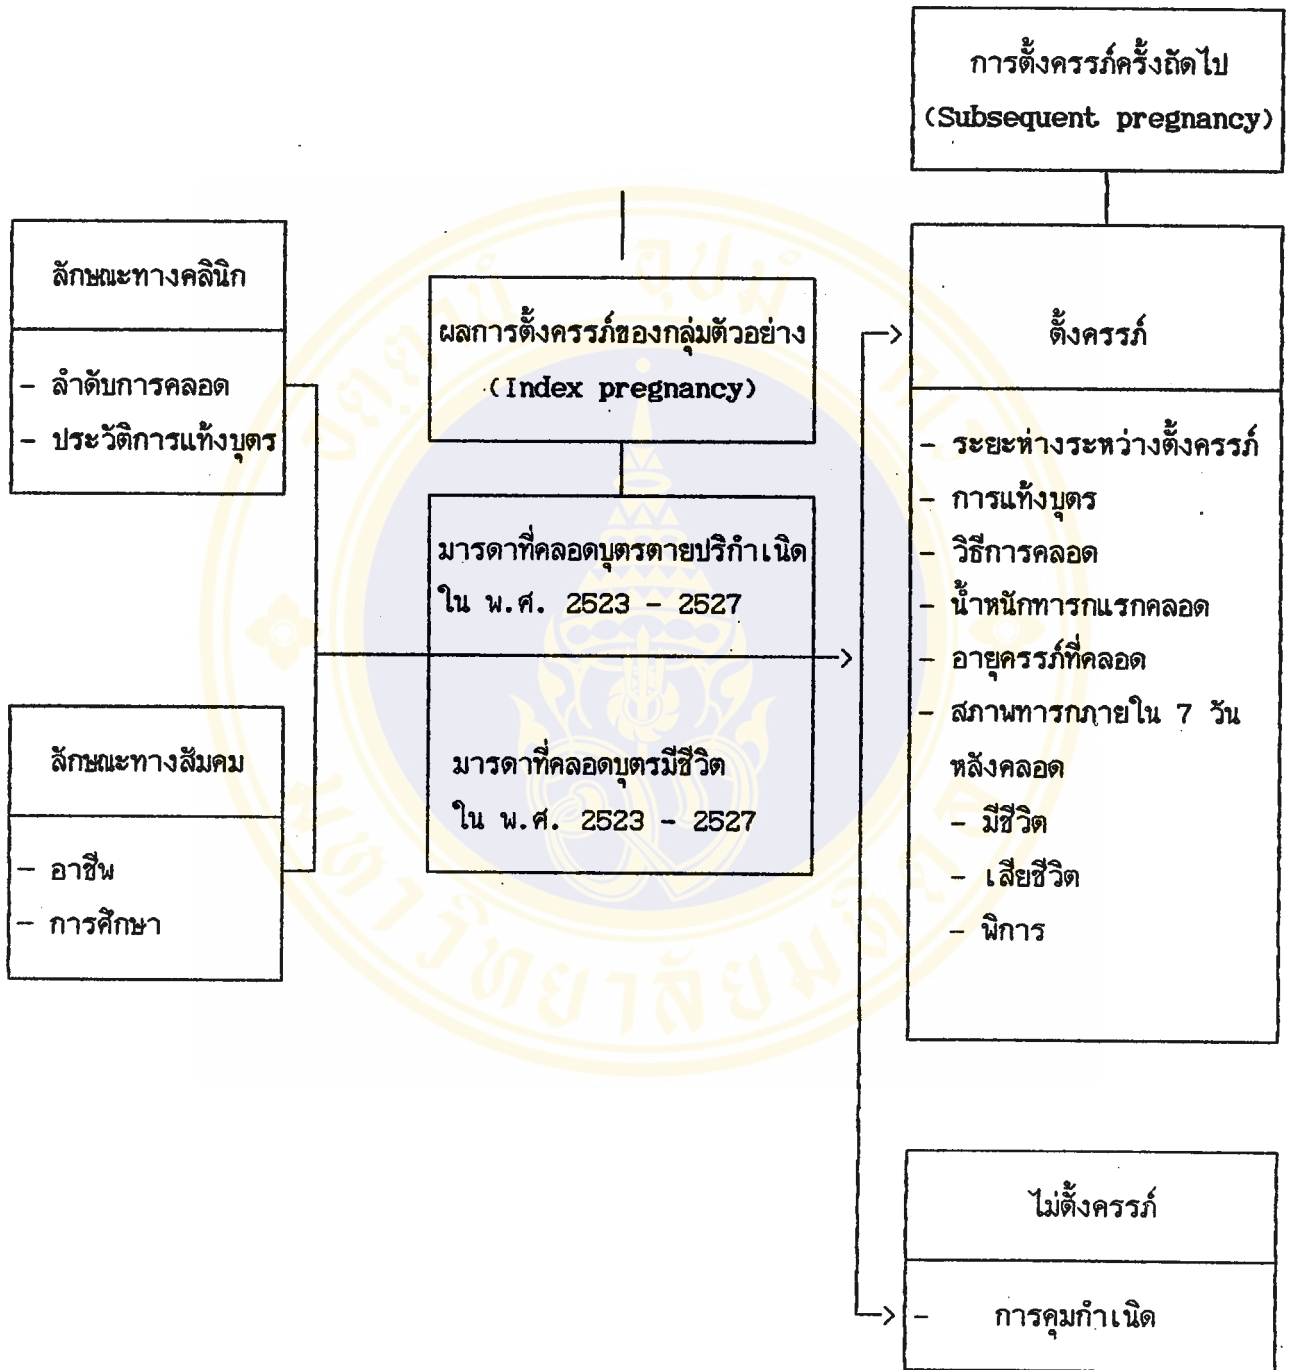 การตั้งครรภ์ครั้งถัดไป
(Subsequent pregnancy)
ลักษณะทางคลินิก
- ลำดับการคลอด
- ประวัติการแท้งบุตร
ลักษณะทางสัมคม
- อาชีพ
- การศึกษา
ผลการตั้งครรภ์ของกลุ่มตัวอย่าง
(Index pregnancy)
มารดาที่คลอดบุตรตายปริกำเนิด
ใน พ.ศ. 2523 - 2527
มารดาที่คลอดบุตรมีชีวิต
ใน พ.ศ. 2523 - 2527
ตั้งครรภ์
- ระยะห่างระหว่างตั้งครรภ์
- การแท้งบุตร
- วิธีการคลอด
- น้ำหนักทารกแรกคลอด
- อายุครรภ์ที่คลอด
- สภาพทารกภายใน 7 วัน
หลังคลอด
- มีชีวิต
- เสียชีวิต
- พิการ
ไม่ตั้งครรภ์
- การคุมกำเนิด
มหาวิทยาลัยมหิดล